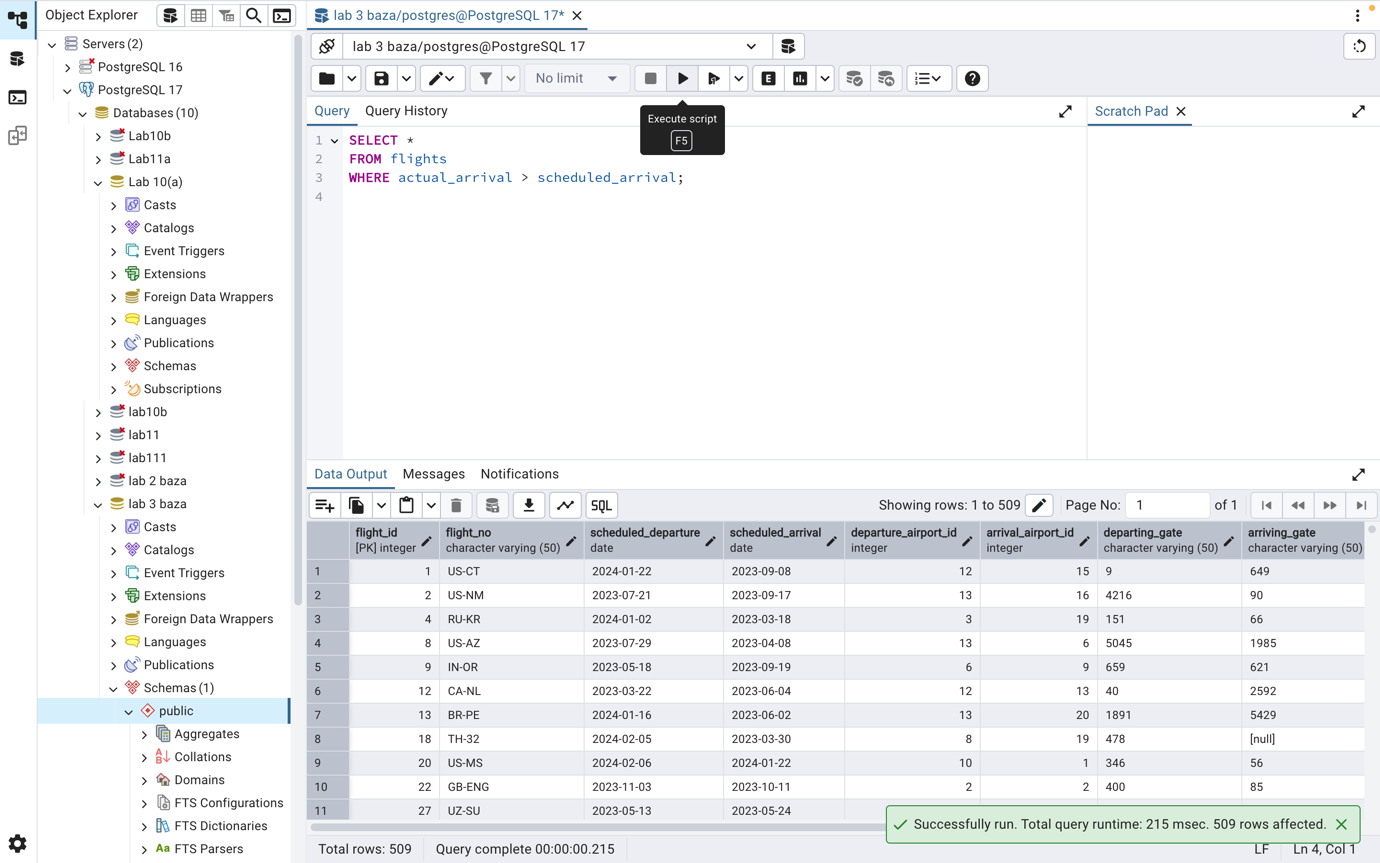 Object Explorer
Servers (2)
PostgreSQL 16
PostgreSQL 17
Databases (10)
Lab10b
Lab11a
Lab 10(a)
Casts
Catalogs
Event Triggers
Extensions
Foreign Data Wrappers
Languages
Publications
Schemas
Subscriptions
lab10b
lab11
lab111
lab 2 baza
lab 3 baza
Casts
Catalogs
Event Triggers
Extensions
Foreign Data Wrappers
Languages
Publications
Schemas (1)
public
Aggregates
Collations
Domains
FTS Configurations
FTS Dictionaries
Aa FTS Parsers
lab 3 baza/postgres@PostgreSQL 17*
lab 3 baza/postgres@PostgreSQL 17
No limit
E
Query Query History
Execute script
F5
Scratch Pad
1 SELECT *
2 FROM flights
3 WHERE actual_arrival > scheduled_arrival;
4
Data Output Messages Notifications
SQL
Showing rows: 1 to 509
Page No: 1 of 1
flight_id [PK] integer
flight_no character varying (50)
scheduled_departure date
scheduled_arrival date
departure_airport_id integer
arrival_airport_id integer
departing_gate character varying (50)
arriving_gate character varying (50)
1 1 US-CT 2024-01-22 2023-09-08 12 15 9 649
2 2 US-NM 2023-07-21 2023-09-17 13 16 4216 90
3 4 RU-KR 2024-01-02 2023-03-18 3 19 151 66
4 8 US-AZ 2023-07-29 2023-04-08 13 6 5045 1985
5 9 IN-OR 2023-05-18 2023-09-19 6 9 659 621
6 12 CA-NL 2023-03-22 2023-06-04 12 13 40 2592
7 13 BR-PE 2024-01-16 2023-06-02 13 20 1891 5429
8 18 TH-32 2024-02-05 2023-03-30 8 19 478 [null]
9 20 US-MS 2024-02-06 2024-01-22 10 1 346 56
10 22 GB-ENG 2023-11-03 2023-10-11 2 2 400 85
11 27 UZ-SU 2023-05-13 2023-05-24
Successfully run. Total query runtime: 215 msec. 509 rows affected.
Total rows: 509 Query complete 00:00:00.215 LF Ln 4, Col 1